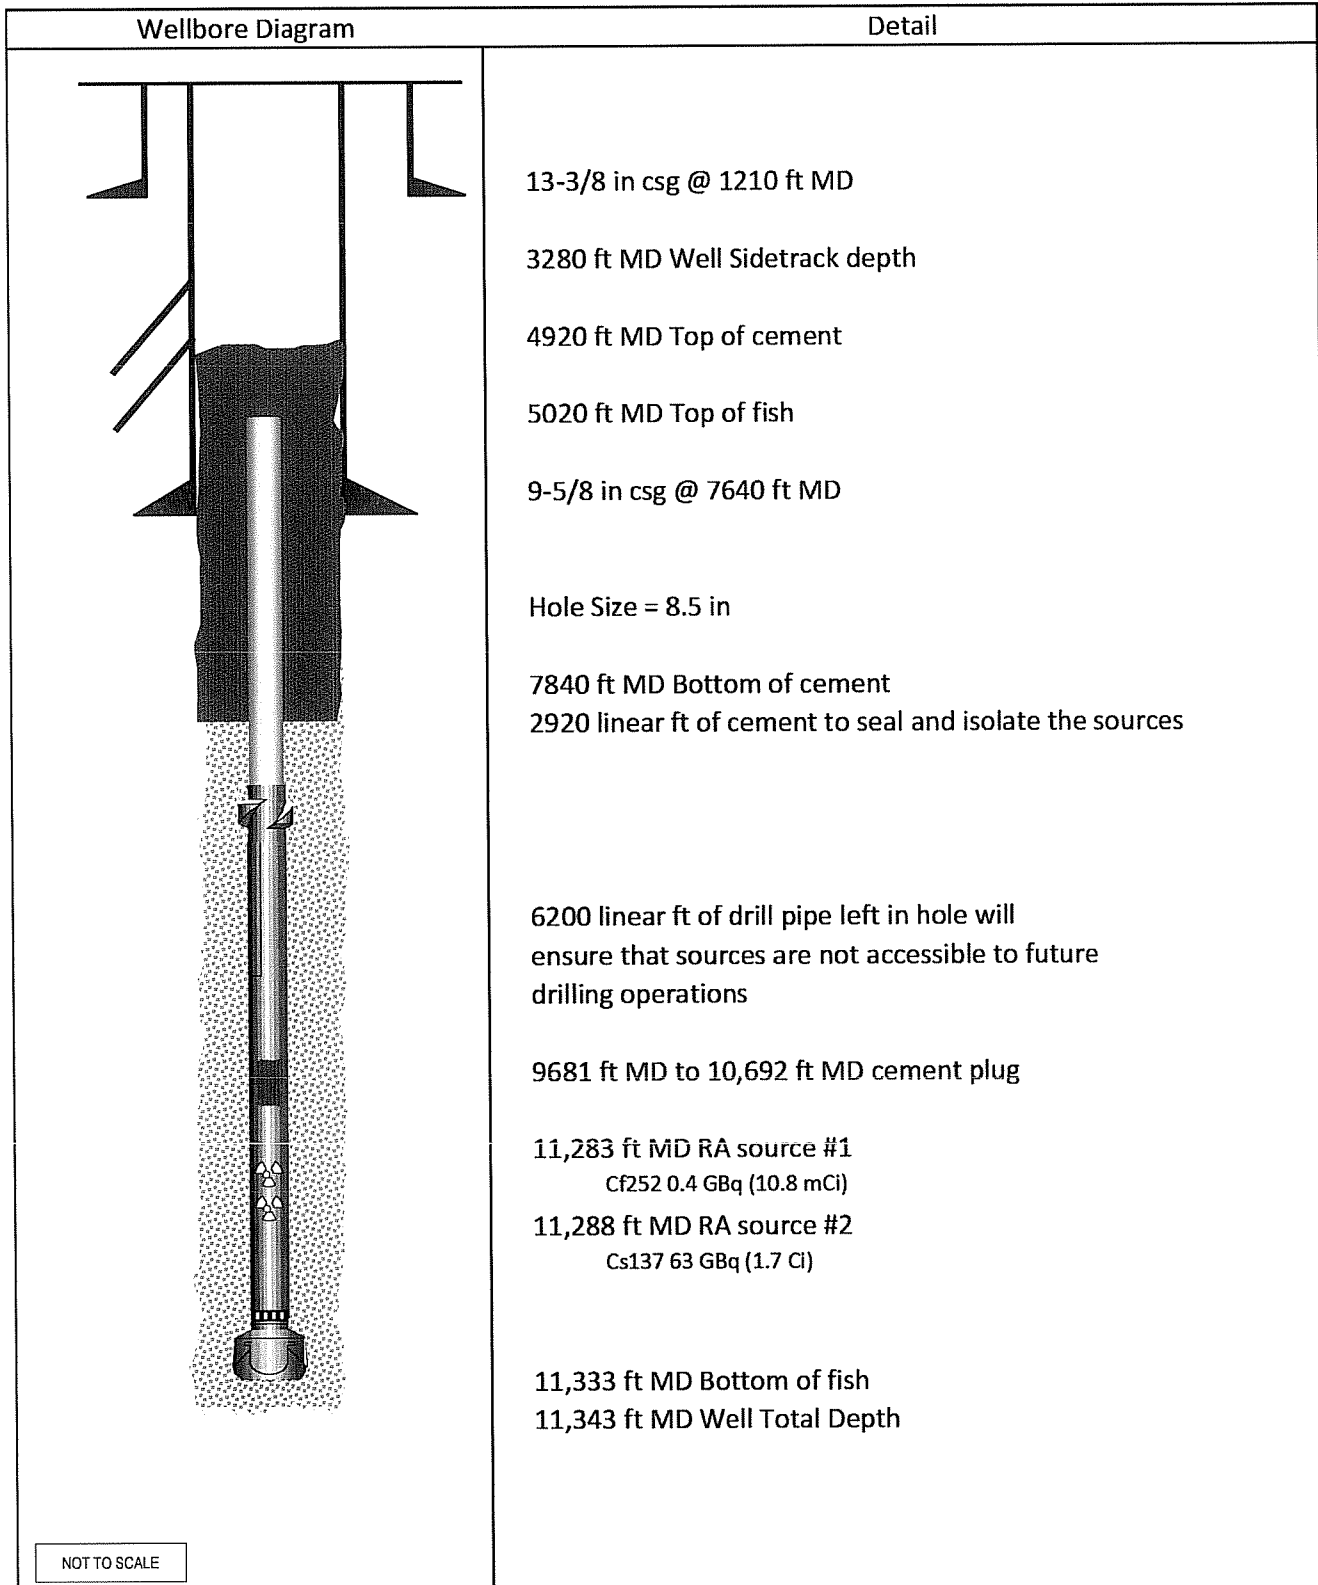 Wellbore Diagram
Detail
13-3/8 in csg @ 1210 ft MD
3280 ft MD Well Sidetrack depth
4920 ft MD Top of cement
5020 ft MD Top of fish
9-5/8 in csg @ 7640 ft MD
Hole Size = 8.5 in
7840 ft MD Bottom of cement
2920 linear ft of cement to seal and isolate the sources
6200 linear ft of drill pipe left in hole will
ensure that sources are not accessible to future
drilling operations
9681 ft MD to 10,692 ft MD cement plug
11,283 ft MD RA source #1
Cf252 0.4 GBq (10.8 mCi)
11,288 ft MD RA source #2
Cs137 63 GBq (1.7 Ci)
11,333 ft MD Bottom of fish
11,343 ft MD Well Total Depth
NOT TO SCALE